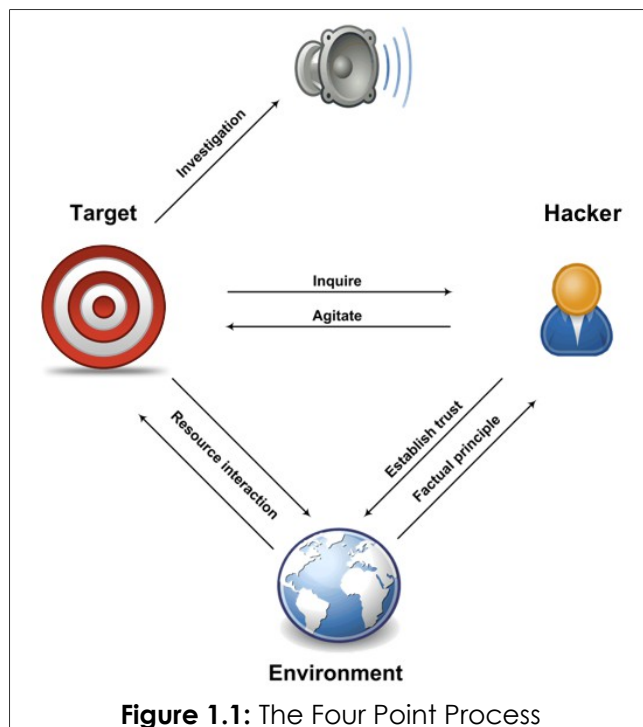 Investigation
Target
Hacker
Inquire
Agitate
Resource interaction
Establish trust
Factual principle
Environment
Figure 1.1: The Four Point Process